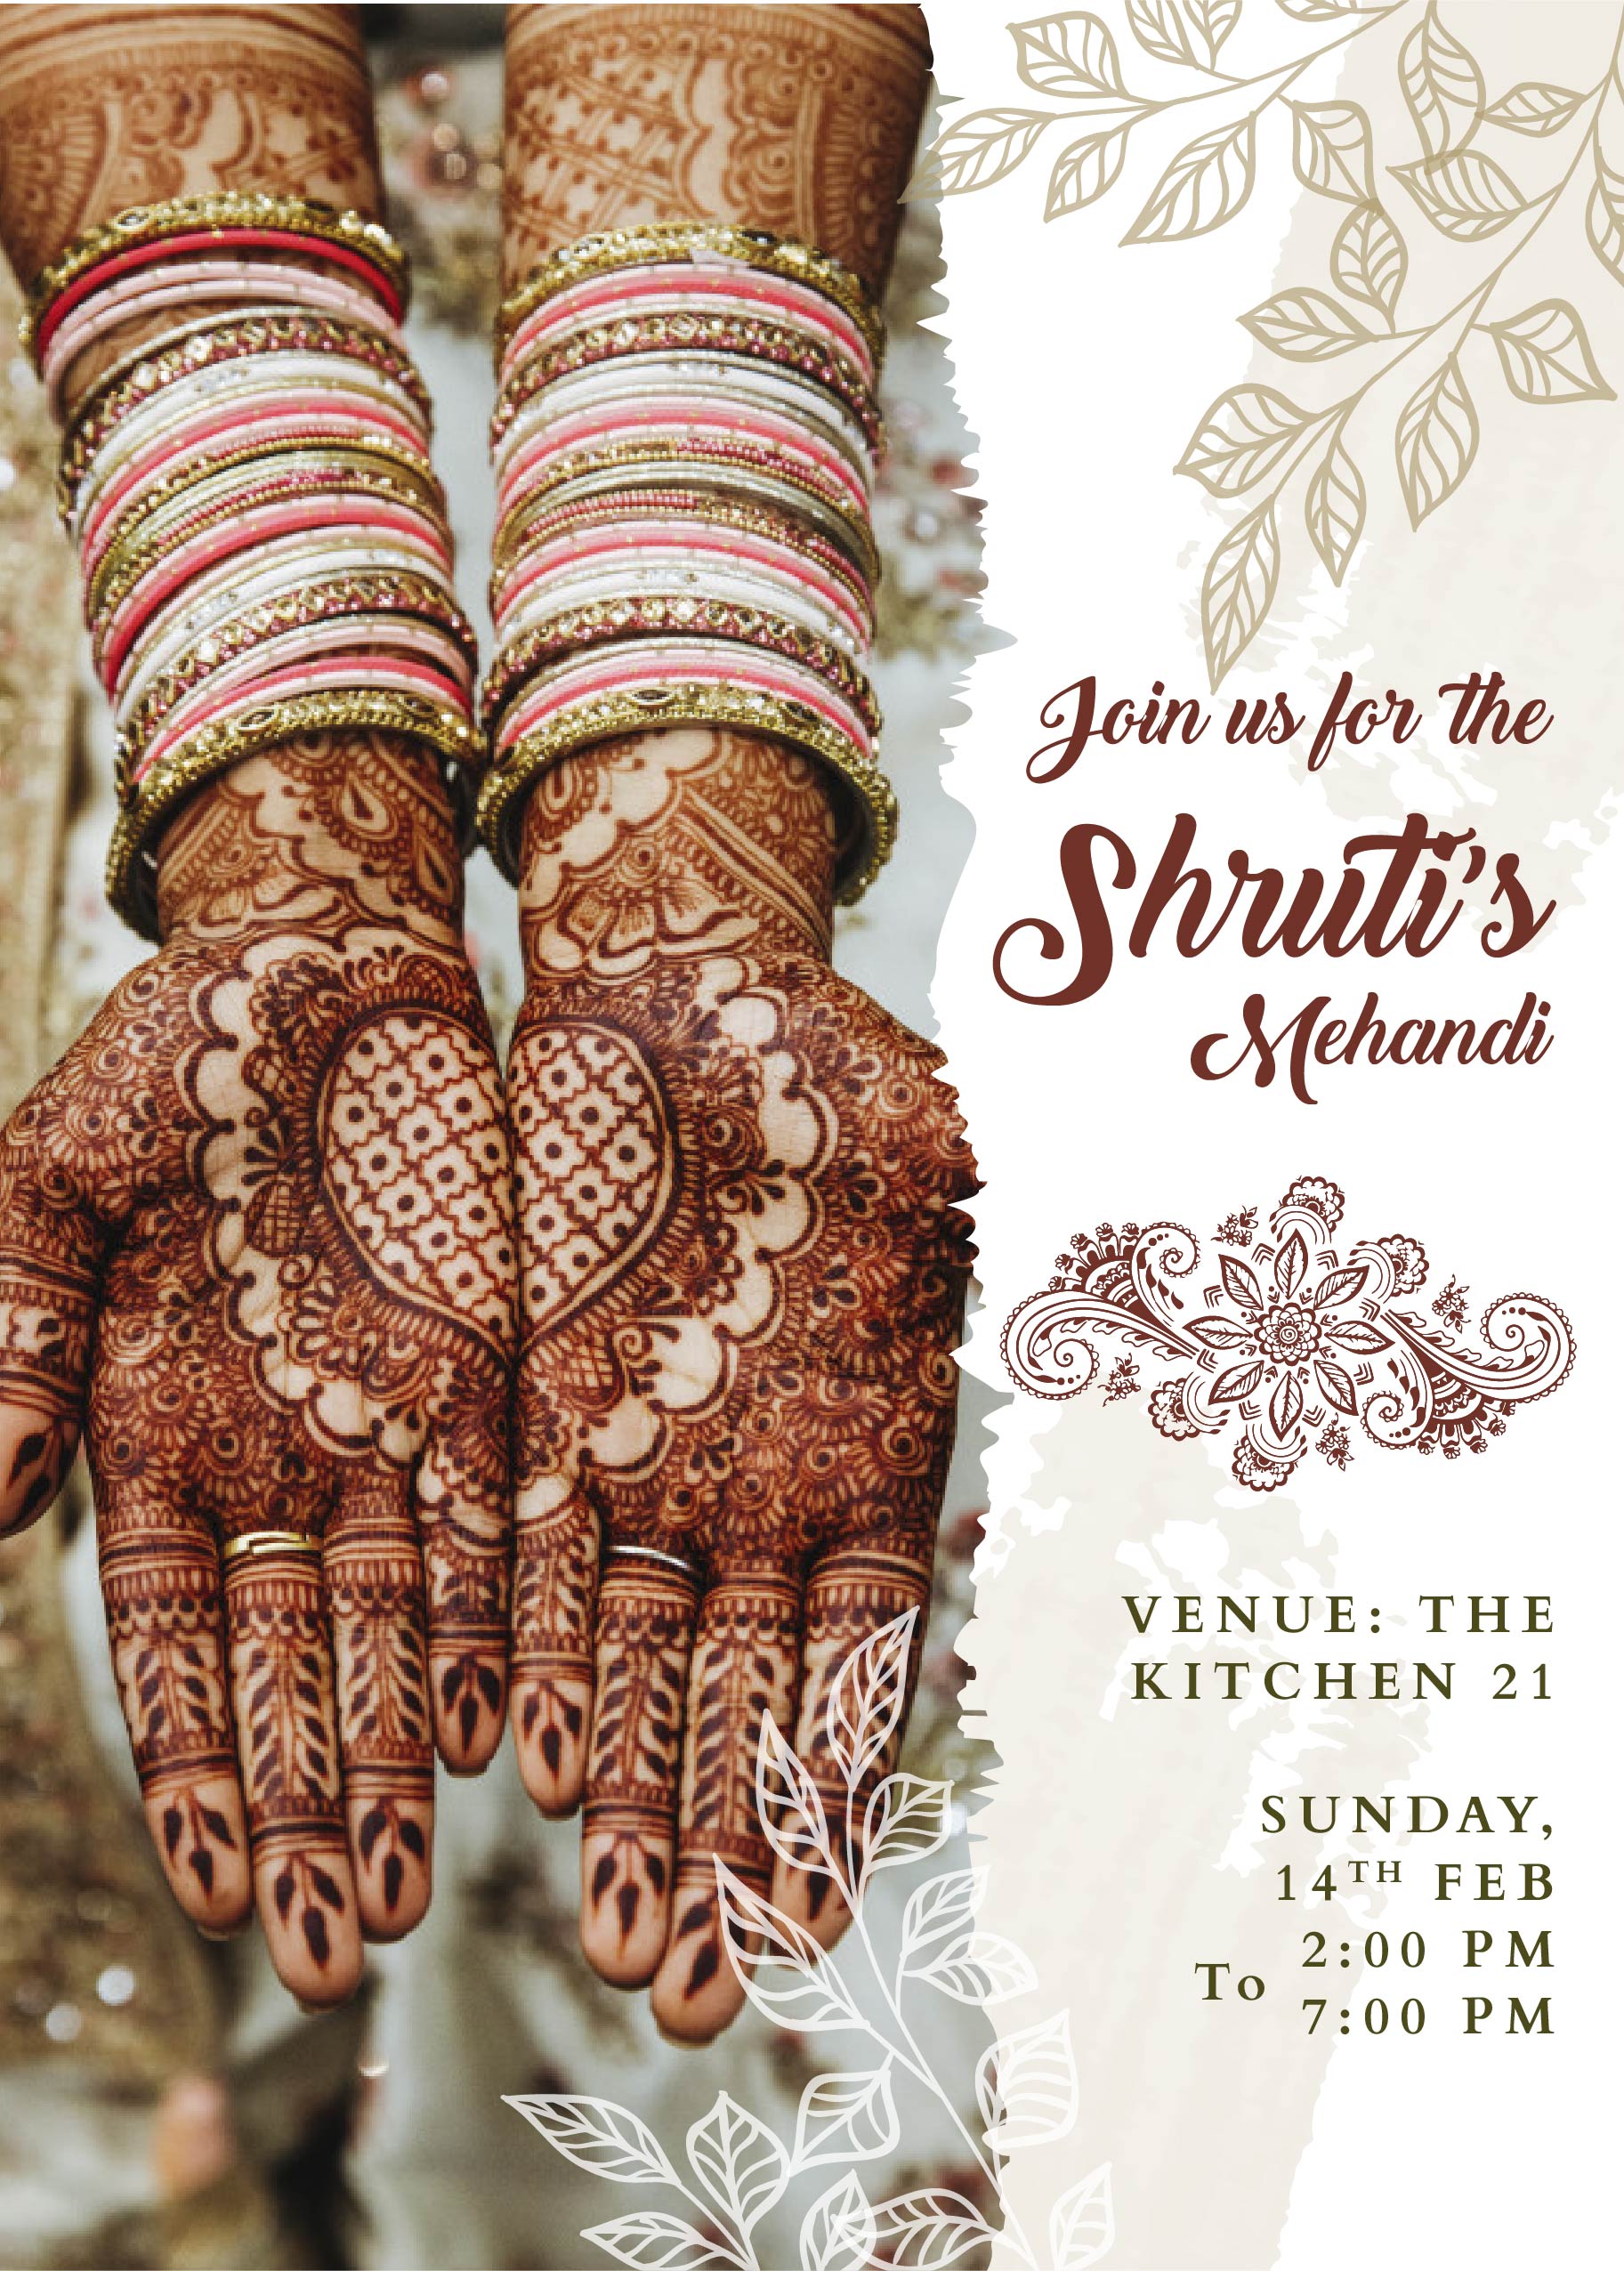 Join us for the
Shruti's
Mehandi
VENUE: THE
KITCHEN 21
SUNDAY,
14TH FEB
2:00 PM
To
7:00 PM